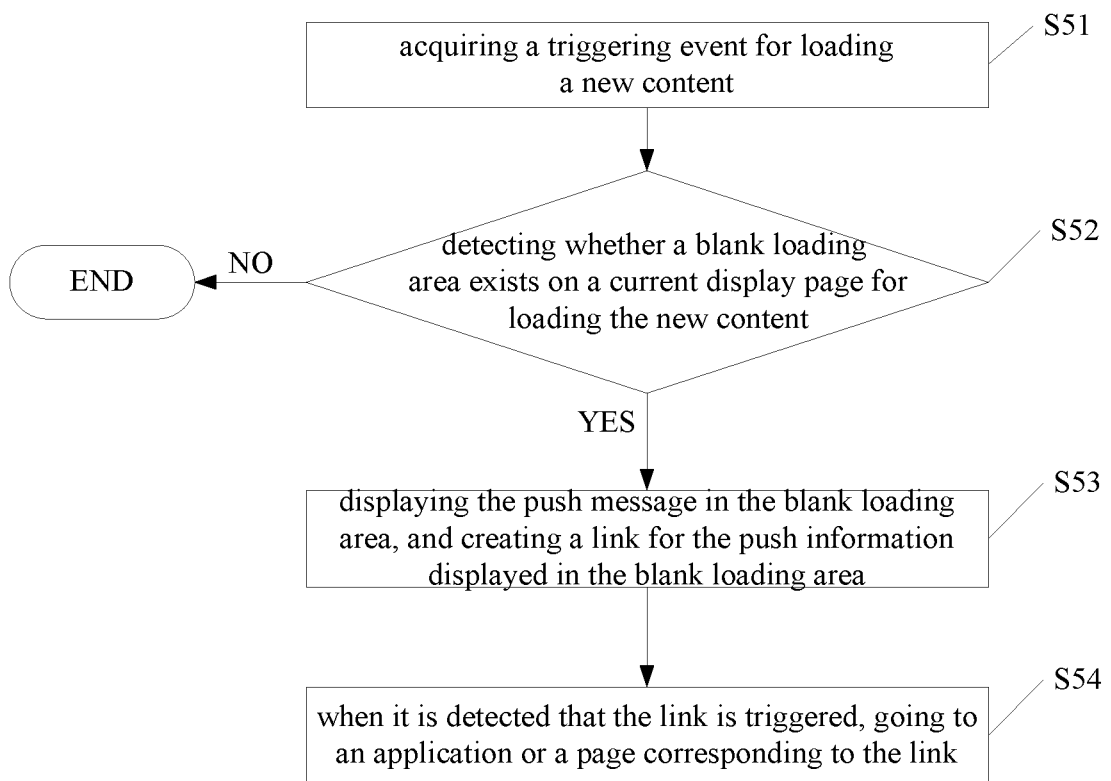 S51
acquiring a triggering event for loading
a new content
S52
detecting whether a blank loading
area exists on a current display page for
loading the new content
NO
END
YES
S53
displaying the push message in the blank loading
area, and creating a link for the push information
displayed in the blank loading area
S54
when it is detected that the link is triggered, going to
an application or a page corresponding to the link